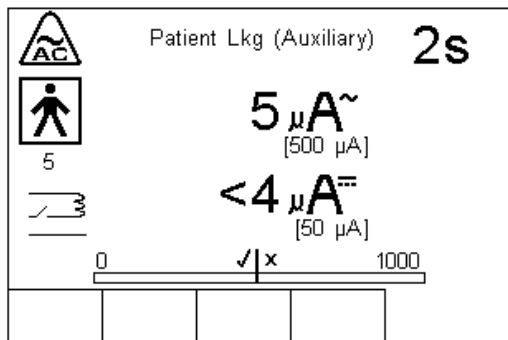 AC
Patient Lkg (Auxiliary)
2s
5 μA~
[500 μA]
5
<4 μA⎓
[50 μA]
0
✓
x
1000